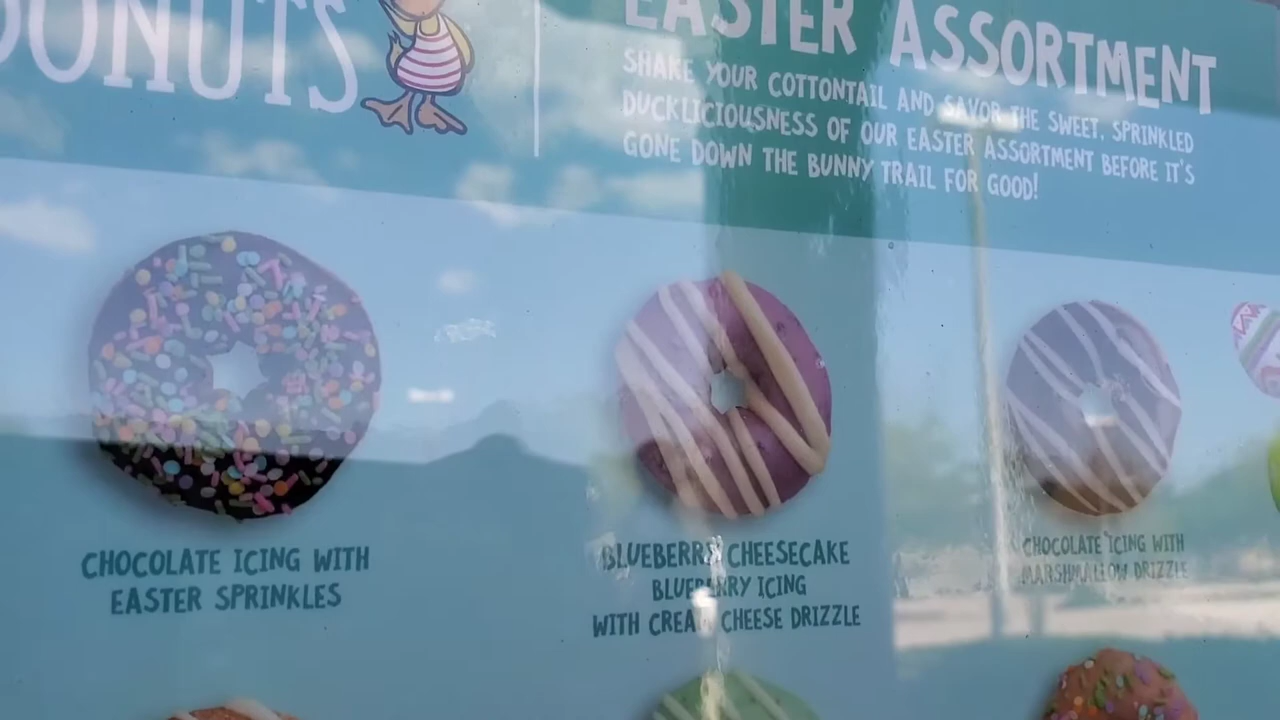 DONUTS
EASTER ASSORTMENT
SHAKE YOUR COTTONTAIL AND SAVOR THE SWEET, SPRINKLED
DUCKLICIOUSNESS OF OUR EASTER ASSORTMENT BEFORE IT'S
GONE DOWN THE BUNNY TRAIL FOR GOOD!
CHOCOLATE ICING WITH
EASTER SPRINKLES
BLUEBERRY CHEESECAKE
BLUEBERRY ICING
WITH CREAM CHEESE DRIZZLE
CHOCOLATE ICING WITH
MARSHMALLOW DRIZZLE